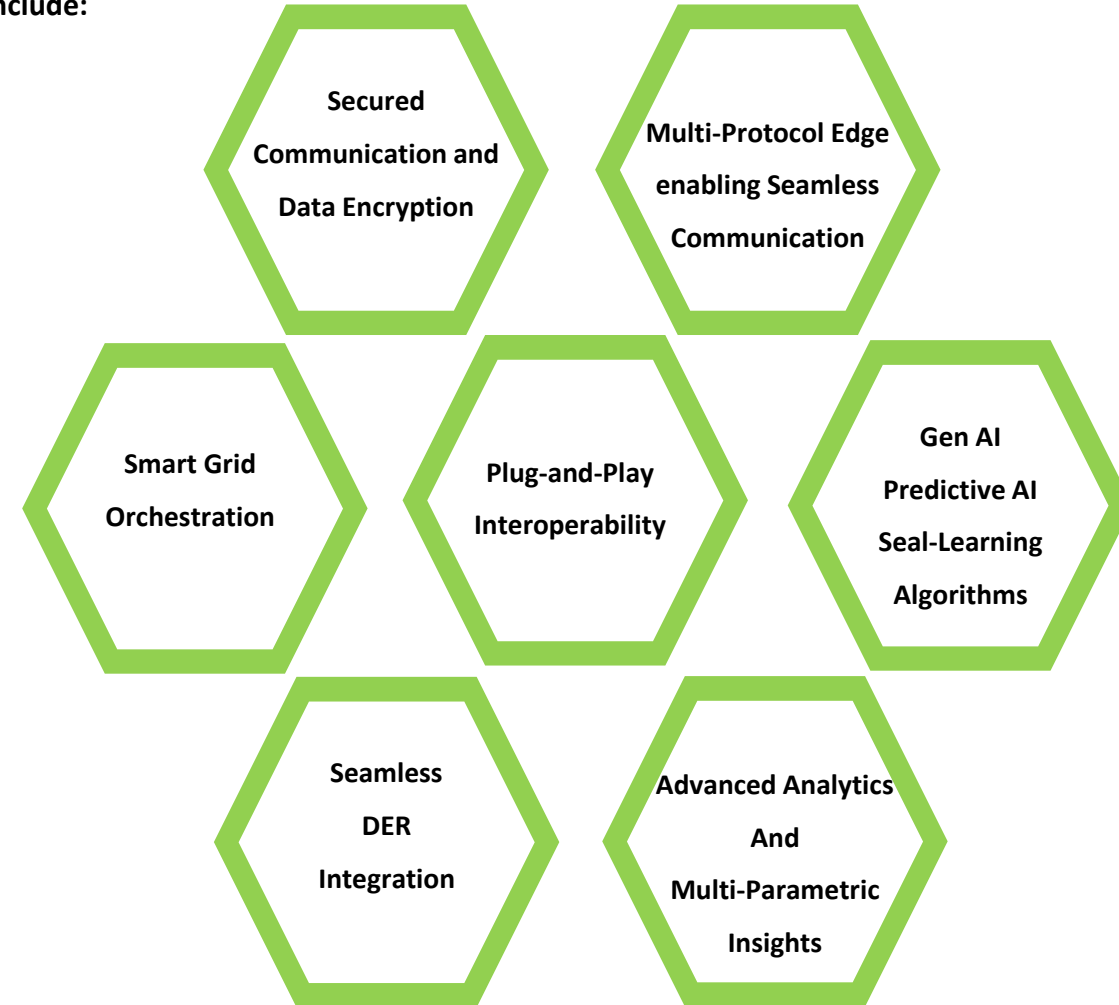 nclude:
Secured
Communication and
Data Encryption
Multi-Protocol Edge
enabling Seamless
Communication
Smart Grid
Orchestration
Plug-and-Play
Interoperability
Gen AI
Predictive AI
Seal-Learning
Algorithms
Seamless
DER
Integration
Advanced Analytics
And
Multi-Parametric
Insights